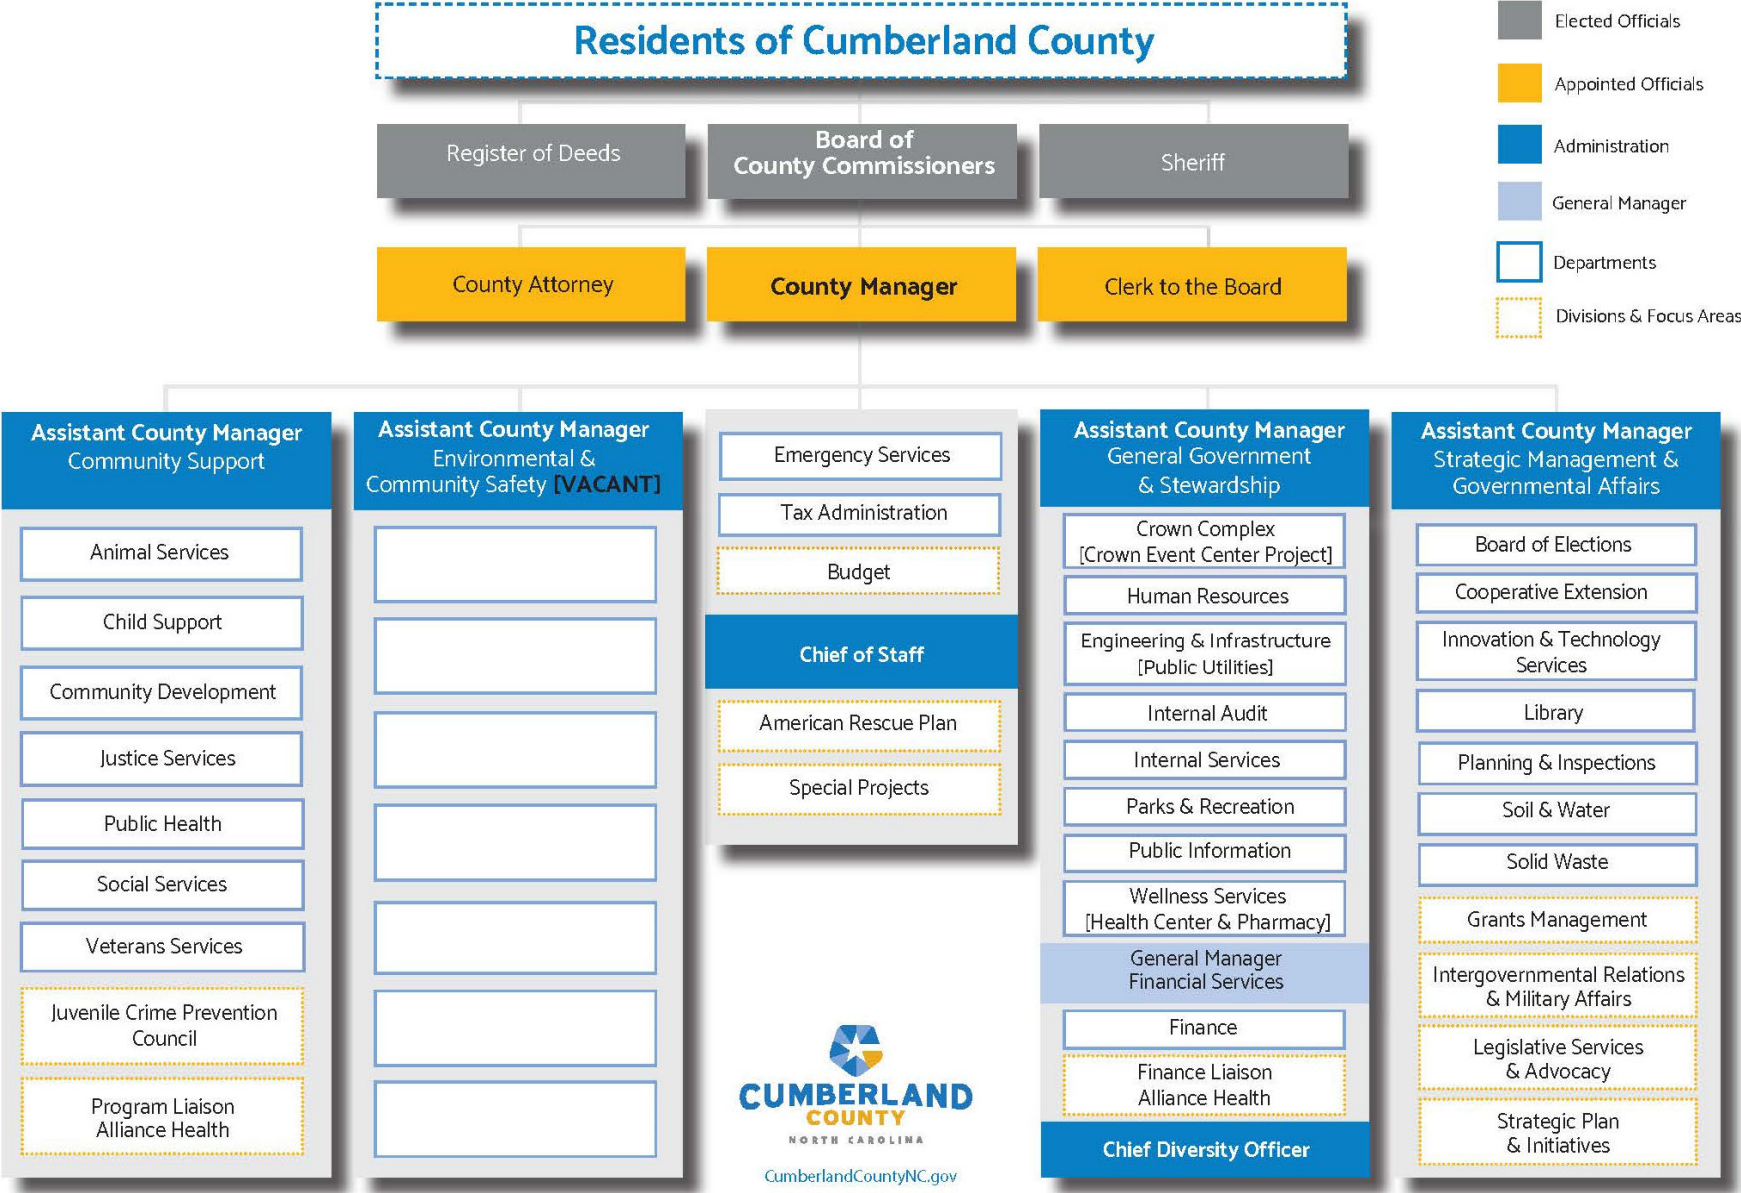 Residents of Cumberland County
Elected Officials
Appointed Officials
Administration
General Manager
Departments
Divisions & Focus Areas
Register of Deeds
Board of
County Commissioners
Sheriff
County Attorney
County Manager
Clerk to the Board
Assistant County Manager
Community Support
Animal Services
Child Support
Community Development
Justice Services
Public Health
Social Services
Veterans Services
Juvenile Crime Prevention
Council
Program Liaison
Alliance Health
Assistant County Manager
Environmental &
Community Safety [VACANT]
Emergency Services
Tax Administration
Budget
Chief of Staff
American Rescue Plan
Special Projects
Assistant County Manager
General Government
& Stewardship
Crown Complex
[Crown Event Center Project]
Human Resources
Engineering & Infrastructure
[Public Utilities]
Internal Audit
Internal Services
Parks & Recreation
Public Information
Wellness Services
[Health Center & Pharmacy]
General Manager
Financial Services
Finance
Finance Liaison
Alliance Health
Chief Diversity Officer
Assistant County Manager
Strategic Management &
Governmental Affairs
Board of Elections
Cooperative Extension
Innovation & Technology
Services
Library
Planning & Inspections
Soil & Water
Solid Waste
Grants Management
Intergovernmental Relations
& Military Affairs
Legislative Services
& Advocacy
Strategic Plan
& Initiatives
CUMBERLAND
COUNTY
NORTH CAROLINA
CumberlandCountyNC.gov